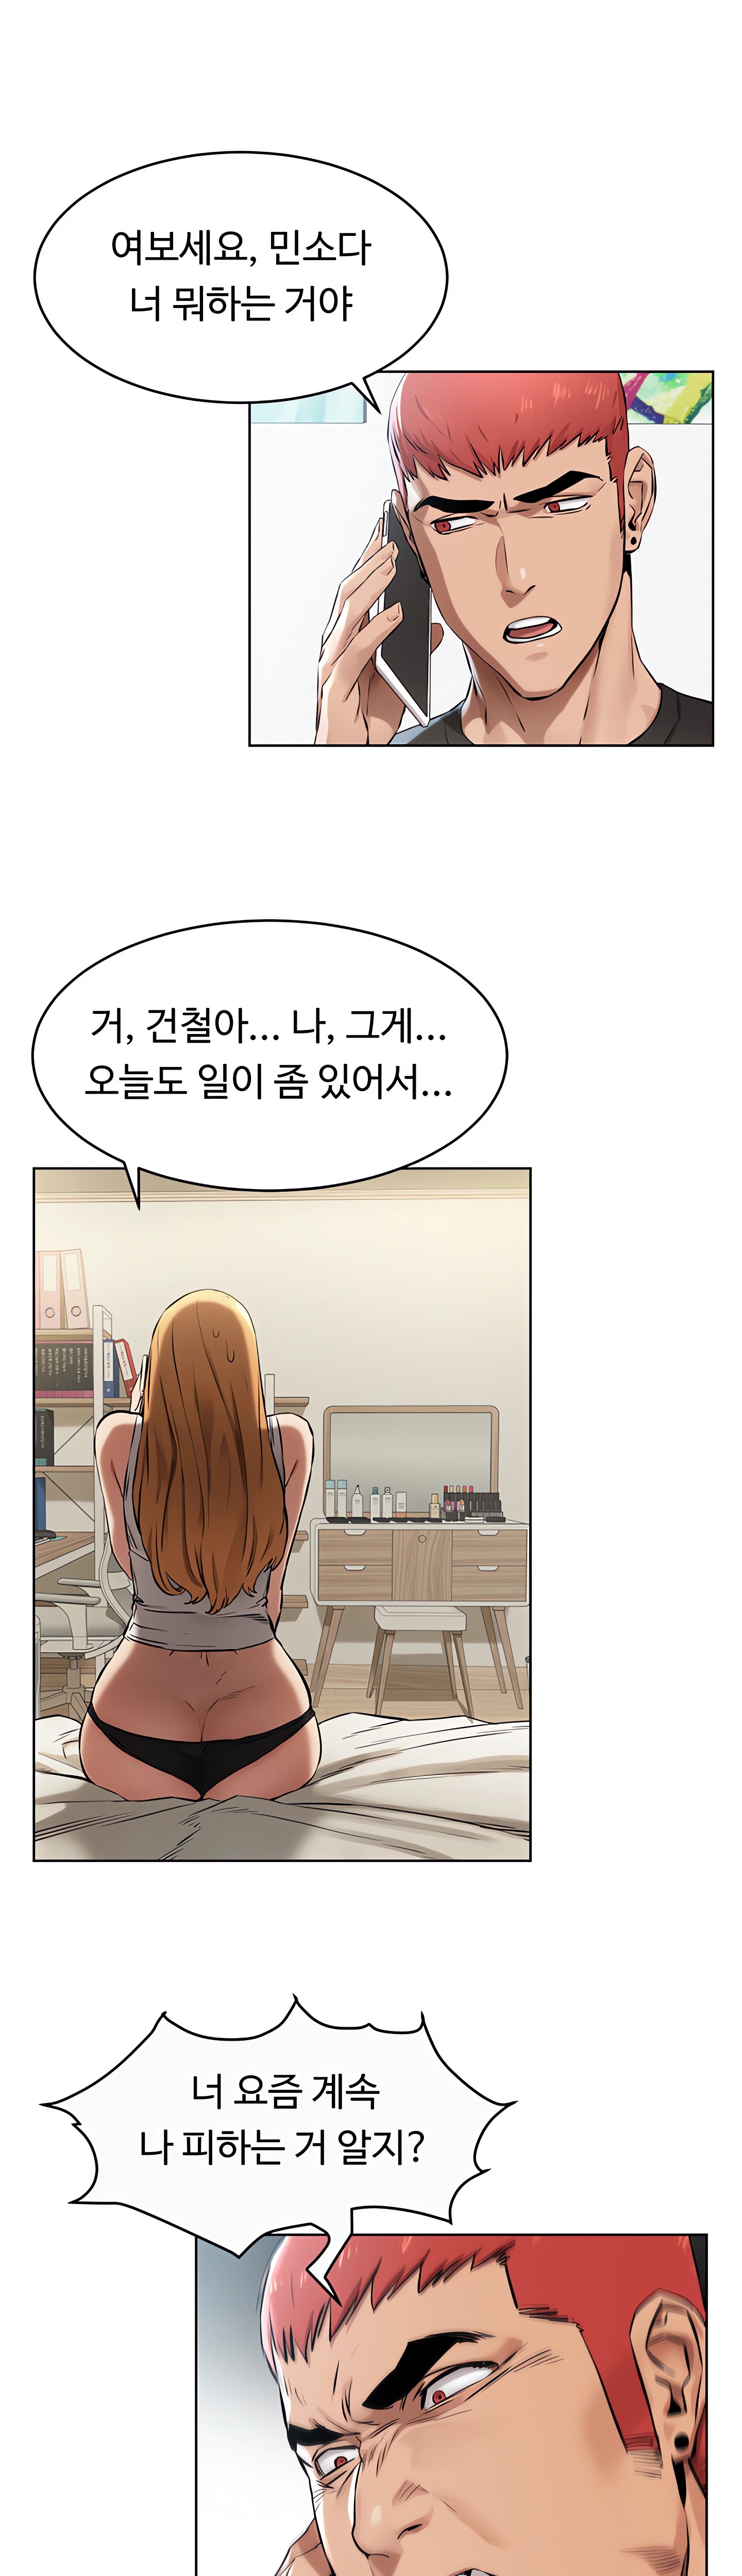 여보세요, 민소다
너 뭐하는 거야
거, 건철아... 나, 그게...
오늘도 일이 좀 있어서...
너 요즘 계속
나 피하는 거 알지?